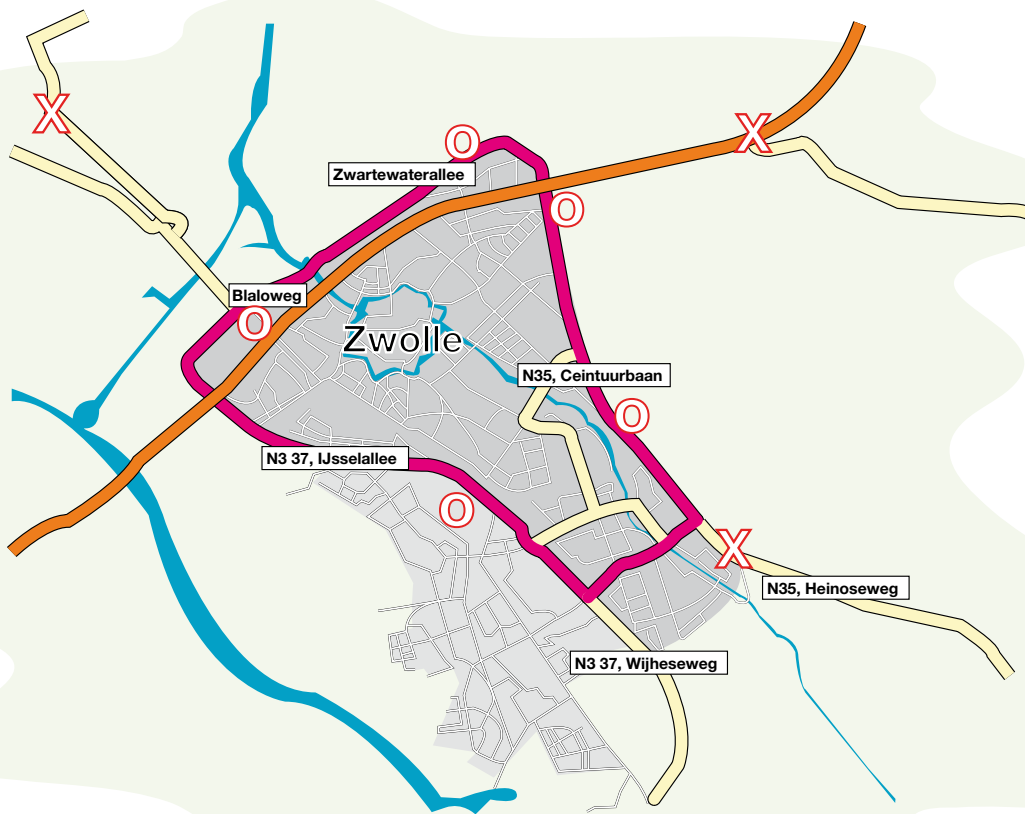 X
O
X
Zwartewaterallee
O
Blaloweg
O
Zwolle
N35, Ceintuurbaan
O
N3 37, IJsselallee
O
X
N35, Heinoseweg
N3 37, Wijheseweg